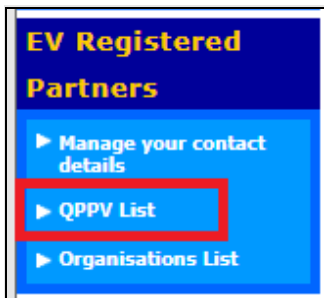 EV Registered
Partners
Manage your contact
details
QPPV List
Organisations List